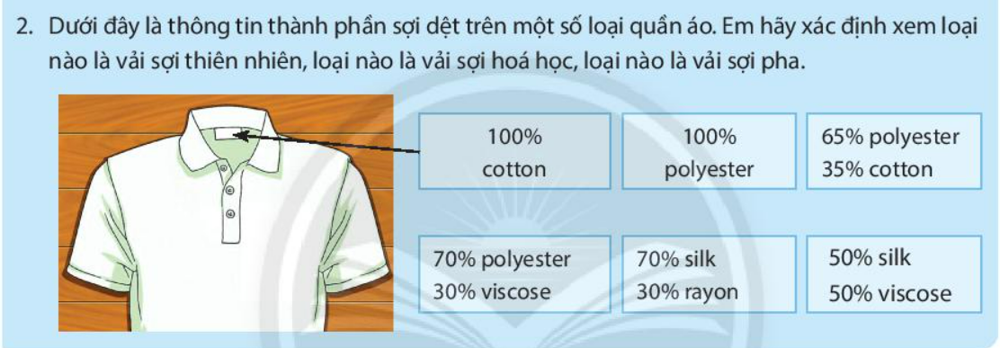 2. Dưới đây là thông tin thành phần sợi dệt trên một số loại quần áo. Em hãy xác định xem loại
nào là vải sợi thiên nhiên, loại nào là vải sợi hoá học, loại nào là vải sợi pha.
100%
cotton
100%
polyester
65% polyester
35% cotton
70% polyester
30% viscose
70% silk
30% rayon
50% silk
50% viscose